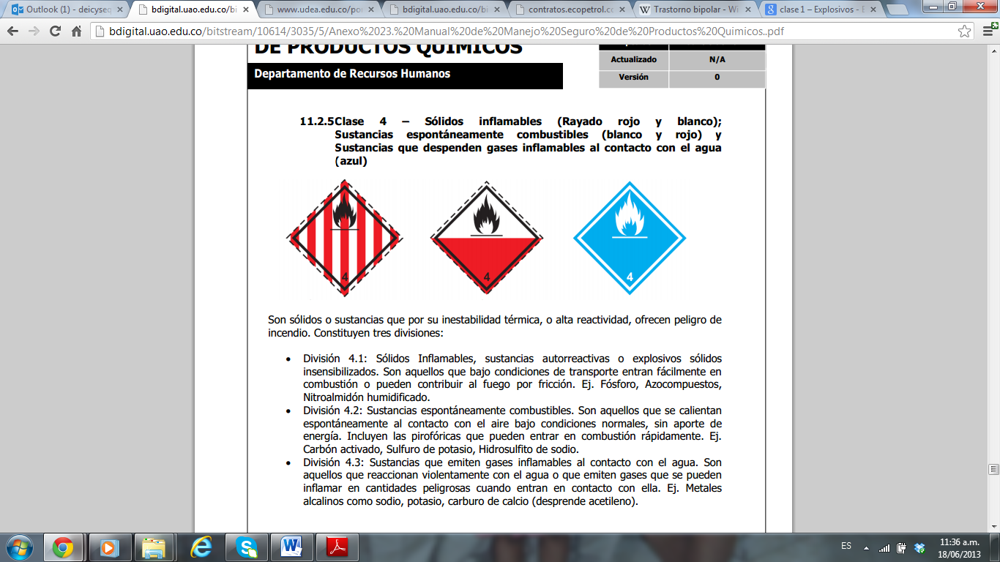 Outlook (1) - deicyseq
bdigital.uao.edu.co/bi
www.udea.edu.co/por
bdigital.uao.edu.co/bi
contratos.ecopetrol.co
Trastorno bipolar - Wi
clase 1 – Explosivos - B
bdigital.uao.edu.co/bitstream/10614/3035/5/Anexo%2023.%20Manual%20de%20Manejo%20Seguro%20de%20Productos%20Quimicos..pdf
DE PRODUCTOS QUIMICOS
Departamento de Recursos Humanos
Actualizado N/A
Versión 0
11.2.5 Clase 4 – Sólidos inflamables (Rayado rojo y blanco);
Sustancias espontáneamente combustibles (blanco y rojo) y
Sustancias que despenden gases inflamables al contacto con el agua
(azul)
4
4
4
Son sólidos o sustancias que por su inestabilidad térmica, o alta reactividad, ofrecen peligro de
incendio. Constituyen tres divisiones:
• División 4.1: Sólidos Inflamables, sustancias autorreactivas o explosivos sólidos
insensibilizados. Son aquellos que bajo condiciones de transporte entran fácilmente en
combustión o pueden contribuir al fuego por fricción. Ej. Fósforo, Azocompuestos,
Nitroalmidón humidificado.
• División 4.2: Sustancias espontáneamente combustibles. Son aquellos que se calientan
espontáneamente al contacto con el aire bajo condiciones normales, sin aporte de
energía. Incluyen las pirofóricas que pueden entrar en combustión rápidamente. Ej.
Carbón activado, Sulfuro de potasio, Hidrosulfito de sodio.
• División 4.3: Sustancias que emiten gases inflamables al contacto con el agua. Son
aquellos que reaccionan violentamente con el agua o que emiten gases que se pueden
inflamar en cantidades peligrosas cuando entran en contacto con ella. Ej. Metales
alcalinos como sodio, potasio, carburo de calcio (desprende acetileno).
ES
11:36 a.m.
18/06/2013